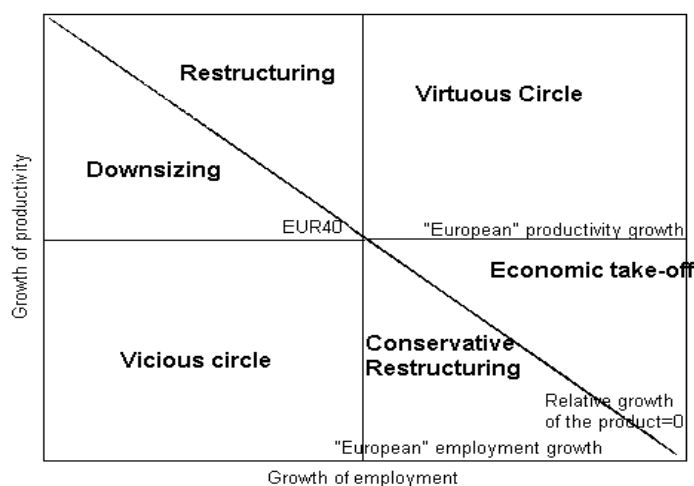 Restructuring
Virtuous Circle
Downsizing
EUR40
"European" productivity growth
Economic take-off
Vicious circle
Conservative
Restructuring
Relative growth
of the product=0
"European" employment growth
Growth of employment
Growth of productivity